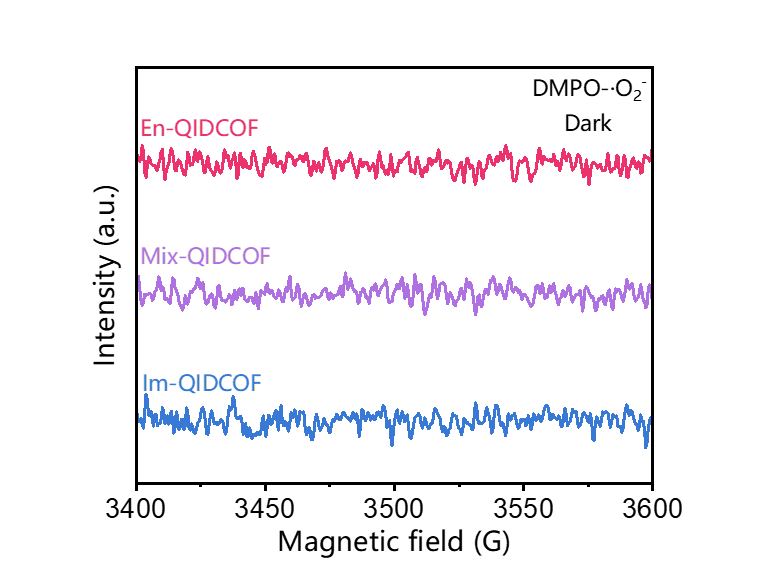 DMPO-·O₂⁻
Dark
En-QIDCOF
Mix-QIDCOF
Im-QIDCOF
Intensity (a.u.)
3400 3450 3500 3550 3600
Magnetic field (G)